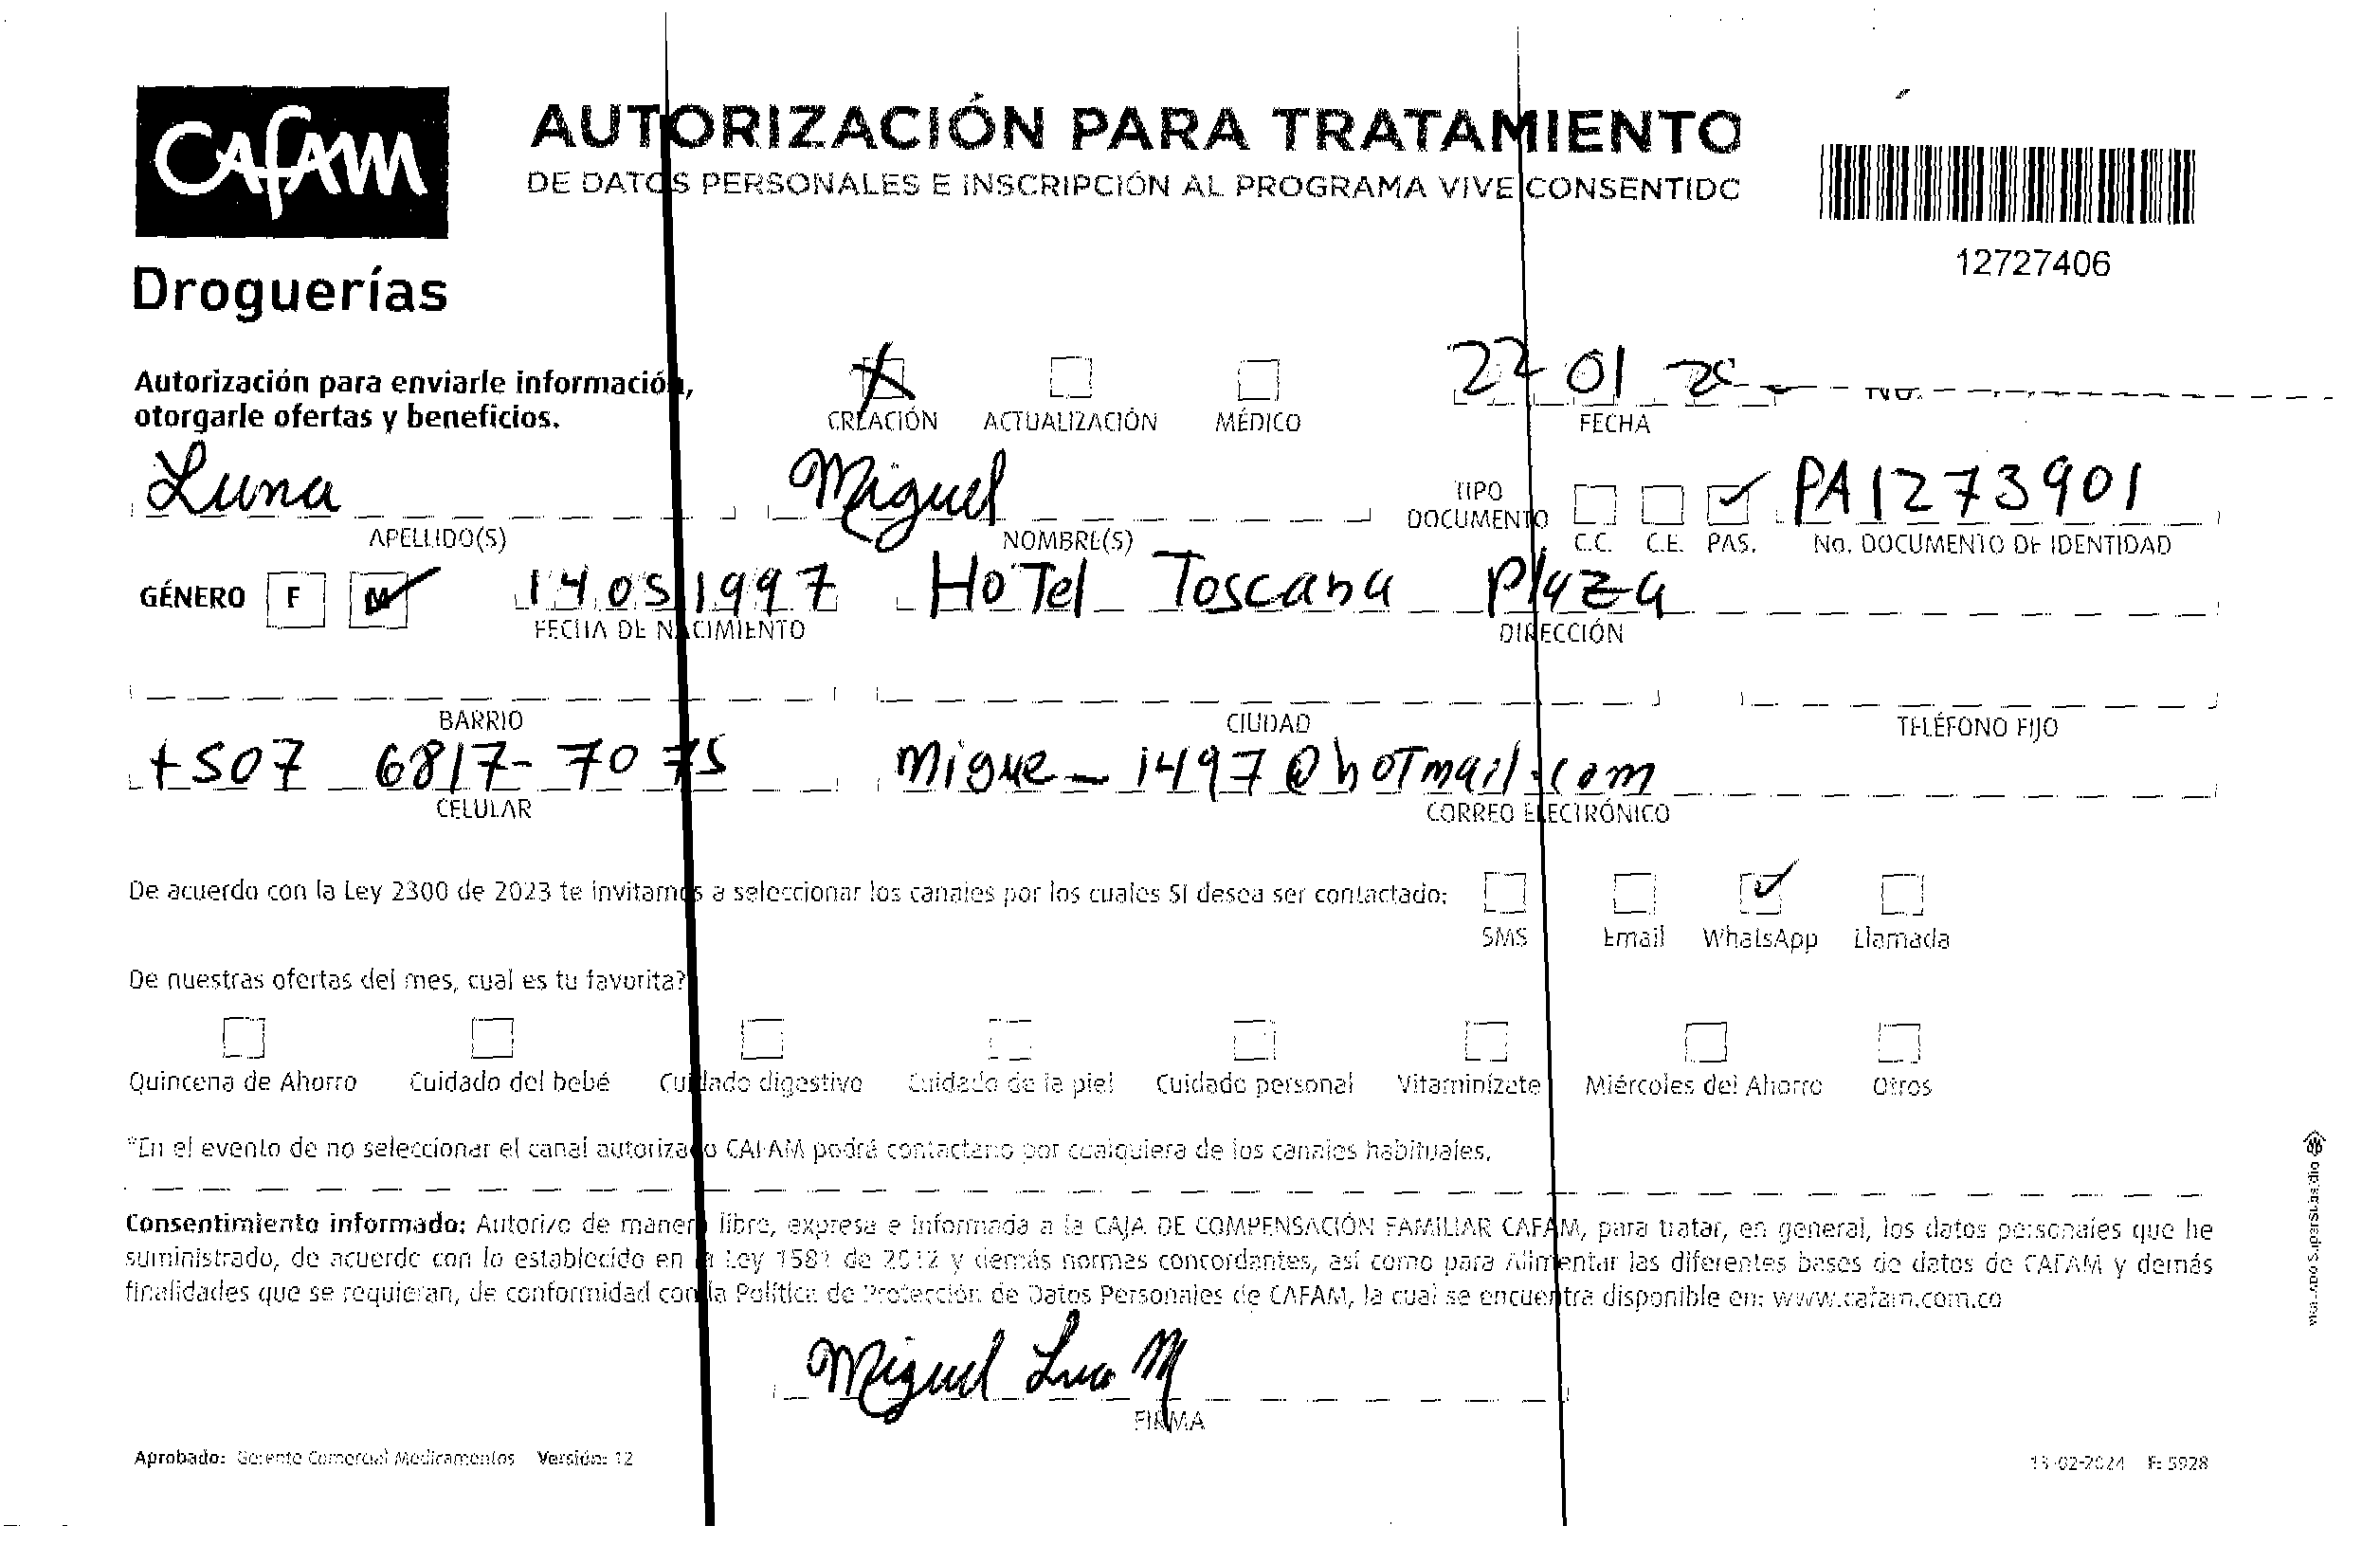 CAFAM
Droguerías
AUTORIZACIÓN PARA TRATAMIENTO
DE DATOS PERSONALES E INSCRIPCIÓN AL PROGRAMA VIVE CONSENTIDO
12727406
Autorización para enviarle información,
otorgarle ofertas y beneficios.
CREACIÓN ACTUALIZACIÓN MÉDICO
22 01 25
FECHA
Luna Miguel
APELLIDO(S) NOMBRE(S)
TIPO DOCUMENTO C.C. C.E. PAS.
PA1273901
No. DOCUMENTO DE IDENTIDAD
GÉNERO F M 14 05 1997 HoTel Toscana Plaza
FECHA DE NACIMIENTO DIRECCIÓN
BARRIO CIUDAD TELÉFONO FIJO
+507 6817-7075 migue_1497@hotmail.com
CELULAR CORREO ELECTRÓNICO
De acuerdo con la Ley 2300 de 2023 te invitamos a seleccionar los canales por los cuales SI desea ser contactado:
SMS Email WhatsApp Llamada
De nuestras ofertas del mes, cual es tu favorita?
Quincena de Ahorro Cuidado del bebé Cuidado digestivo Cuidado de la piel Cuidado personal Vitaminízate Miércoles del Ahorro Otros
*En el evento de no seleccionar el canal autorizado CAFAM podrá contactarlo por cualquiera de los canales habituales.
Consentimiento informado: Autorizo de manera libre, expresa e informada a la CAJA DE COMPENSACIÓN FAMILIAR CAFAM, para tratar, en general, los datos personales que he
suministrado, de acuerdo con lo establecido en la Ley 1581 de 2012 y demás normas concordantes, así como para Alimentar las diferentes bases de datos de CAFAM y demás
finalidades que se requieran, de conformidad con la Política de Protección de Datos Personales de CAFAM, la cual se encuentra disponible en: www.cafam.com.co
Miguel Luna M
FIRMA
Aprobado: Gerente Comercial Medicamentos Versión: 12
13-02-2024 F: 5928